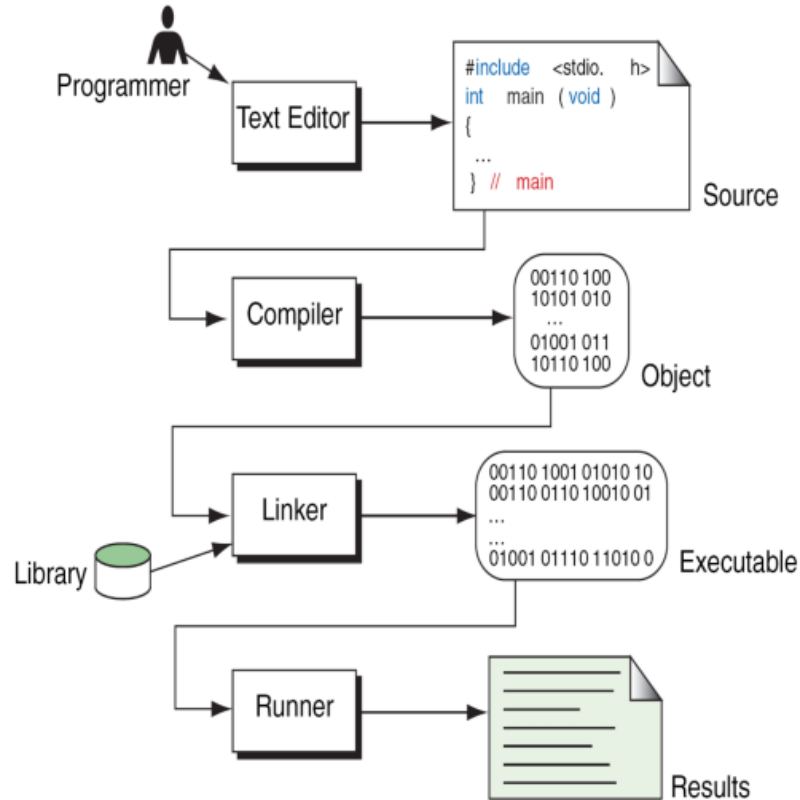 Programmer
Text Editor
#include <stdio. h>
int main ( void )
{
...
} // main
Source
Compiler
00110 100
10101 010
...
01001 011
10110 100
Object
Linker
Library
00110 1001 01010 10
00110 0110 10010 01
...
...
01001 01110 11010 0
Executable
Runner
Results